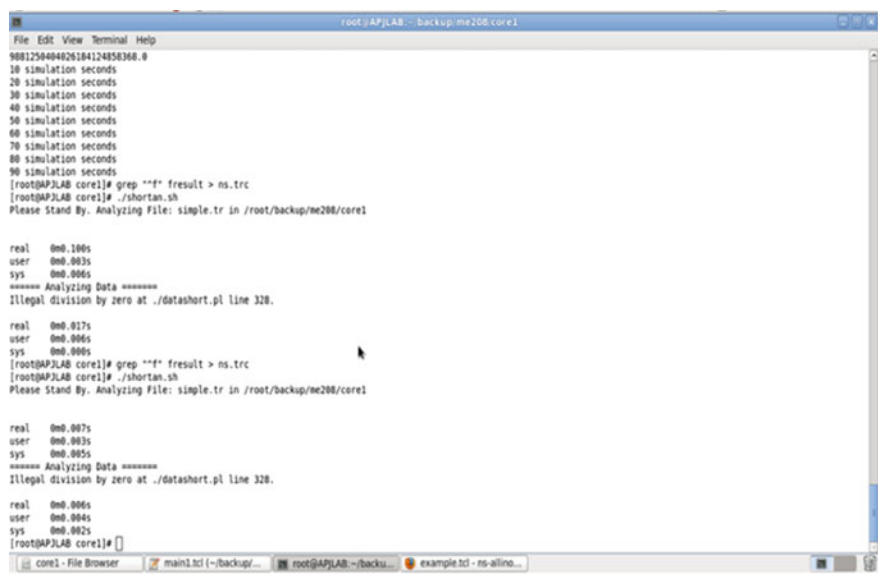 root@APJLAB:~/backup/me208/core1
File Edit View Terminal Help
9881250404026184124858368.0
10 simulation seconds
20 simulation seconds
30 simulation seconds
40 simulation seconds
50 simulation seconds
60 simulation seconds
70 simulation seconds
80 simulation seconds
90 simulation seconds
[root@APJLAB core1]# grep "^f" fresult > ns.trc
[root@APJLAB core1]# ./shortan.sh
Please Stand By. Analyzing File: simple.tr in /root/backup/me208/core1
real 0m0.100s
user 0m0.003s
sys 0m0.006s
====== Analyzing Data =======
Illegal division by zero at ./datashort.pl line 328.
real 0m0.017s
user 0m0.006s
sys 0m0.000s
[root@APJLAB core1]# grep "^f" fresult > ns.trc
[root@APJLAB core1]# ./shortan.sh
Please Stand By. Analyzing File: simple.tr in /root/backup/me208/core1
real 0m0.007s
user 0m0.003s
sys 0m0.005s
====== Analyzing Data =======
Illegal division by zero at ./datashort.pl line 328.
real 0m0.006s
user 0m0.004s
sys 0m0.002s
[root@APJLAB core1]#
core1 - File Browser
main1.tcl (~/backup/...
root@APJLAB:~/backu...
example.tcl - ns-allino...